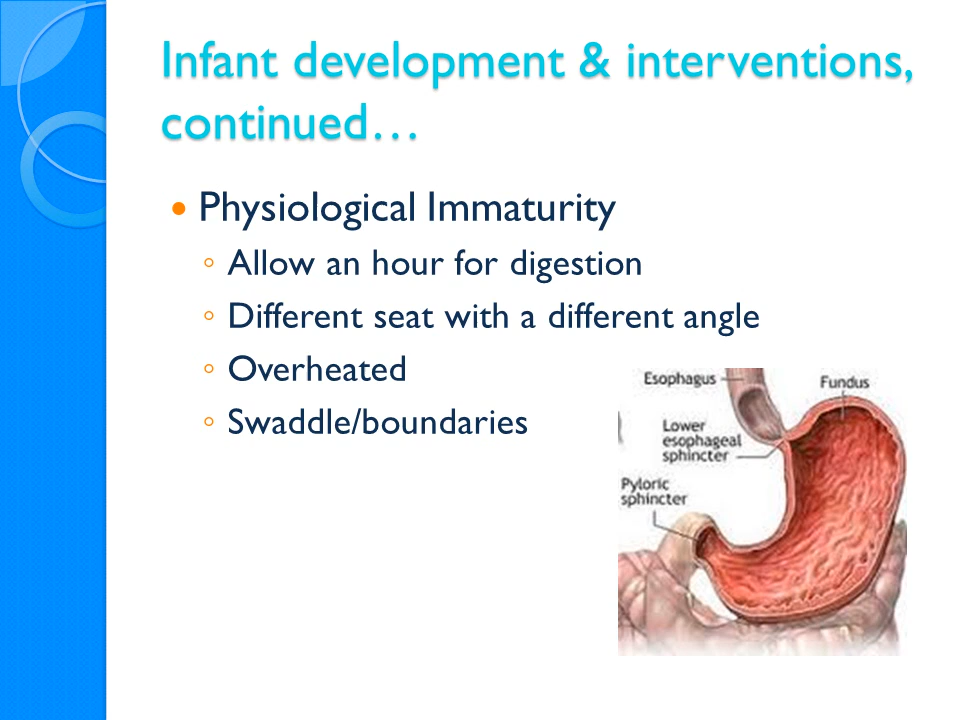 Infant development & interventions,
continued…
• Physiological Immaturity
◦ Allow an hour for digestion
◦ Different seat with a different angle
◦ Overheated
◦ Swaddle/boundaries
Esophagus
Fundus
Lower
esophageal
sphincter
Pyloric
sphincter